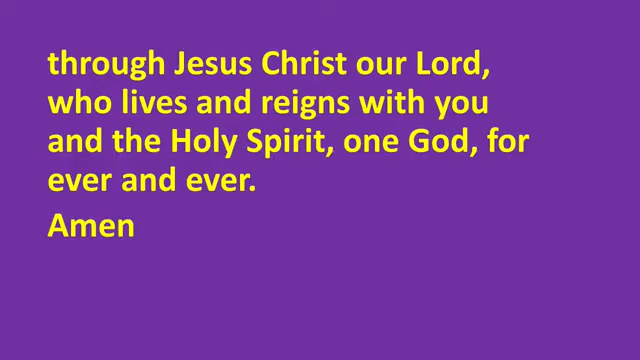 through Jesus Christ our Lord,
who lives and reigns with you
and the Holy Spirit, one God, for
ever and ever.
Amen